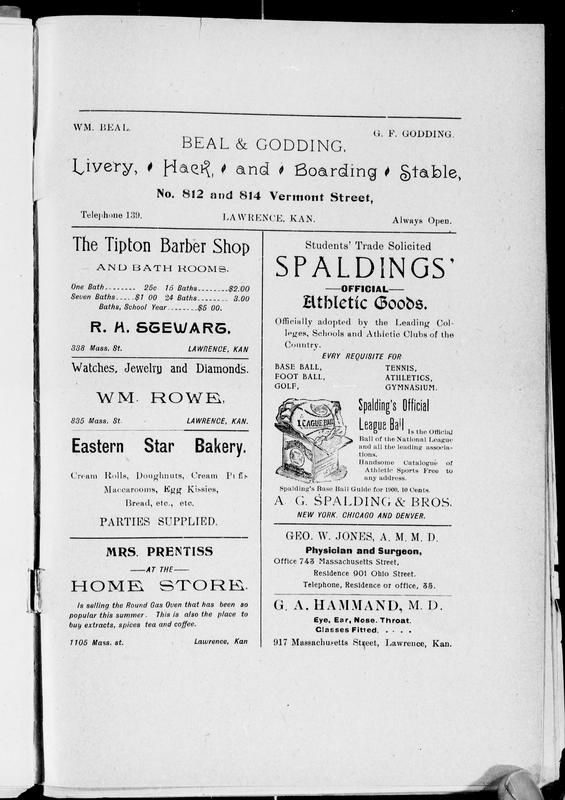 WM. BEAL.
G. F. GODDING.
BEAL & GODDING,
Livery, Hack, and Boarding Stable,
No. 812 and 814 Vermont Street,
Telephone 139.
LAWRENCE, KAN.
Always Open.
The Tipton Barber Shop
AND BATH ROOMS.
One Bath........ 25c 15 Baths........$2.00
Seven Baths.....$1 00 24 Baths........ 3.00
Baths, School Year........$5 00.
R. H. STEWART,
338 Mass. St. LAWRENCE, KAN
Watches, Jewelry and Diamonds.
WM. ROWE,
835 Mass. St. LAWRENCE, KAN.
Eastern Star Bakery.
Cream Rolls, Doughnuts, Cream Puffs
Maccarooms, Egg Kissies,
Bread, etc., etc.
PARTIES SUPPLIED.
MRS. PRENTISS
—AT THE—
HOME STORE.
Is selling the Round Gas Oven that has been so
popular this summer. This is also the place to
buy extracts, spices tea and coffee.
1105 Mass. st. Lawrence, Kan
Students' Trade Solicited
SPALDINGS'
—OFFICIAL—
Athletic Goods.
Officially adopted by the Leading Col-
leges, Schools and Athletic Clubs of the
Country.
EVRY REQUISITE FOR
BASE BALL, TENNIS,
FOOT BALL, ATHLETICS,
GOLF, GYMNASIUM.
LEAGUE BALL
Spalding's Official
League Ball Is the Official
Ball of the National League
and all the leading associa-
tions.
Handsome Catalogue of
Athletic Sports Free to
any address.
Spalding's Base Ball Guide for 1900, 10 Cents.
A. G. SPALDING & BROS.
NEW YORK. CHICAGO AND DENVER.
GEO. W. JONES, A. M. M. D.
Physician and Surgeon,
Office 743 Massachusetts Street,
Residence 901 Ohio Street.
Telephone, Residence or office, 35.
G. A. HAMMAND, M. D.
Eye, Ear, Nose. Throat.
Glasses Fitted, . . . .
917 Massachusetts Street, Lawrence, Kan.